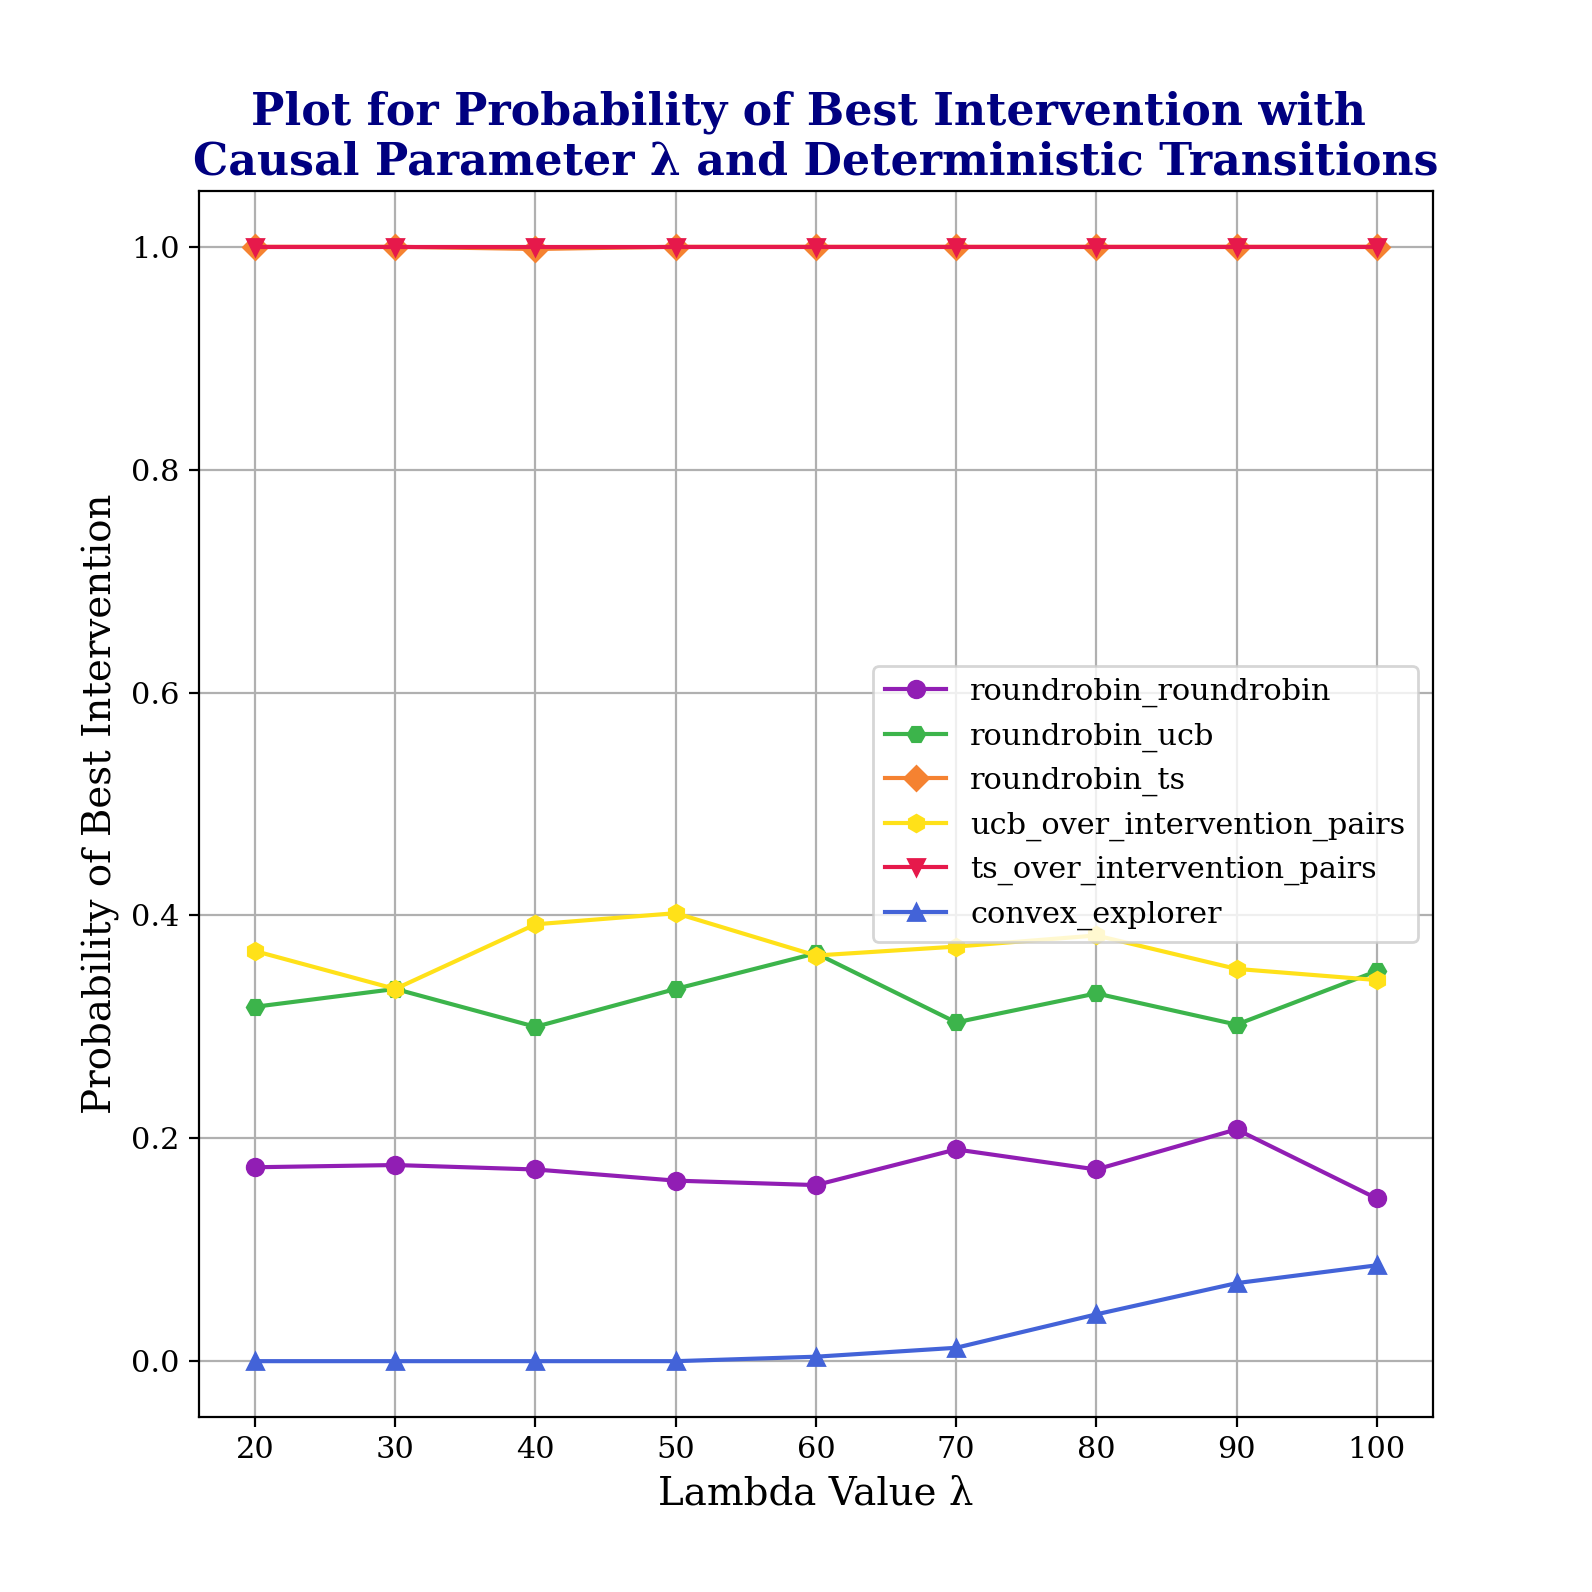 Plot for Probability of Best Intervention with
Causal Parameter λ and Deterministic Transitions
Probability of Best Intervention
1.0
0.8
0.6
0.4
0.2
0.0
roundrobin_roundrobin
roundrobin_ucb
roundrobin_ts
ucb_over_intervention_pairs
ts_over_intervention_pairs
convex_explorer
20 30 40 50 60 70 80 90 100
Lambda Value λ